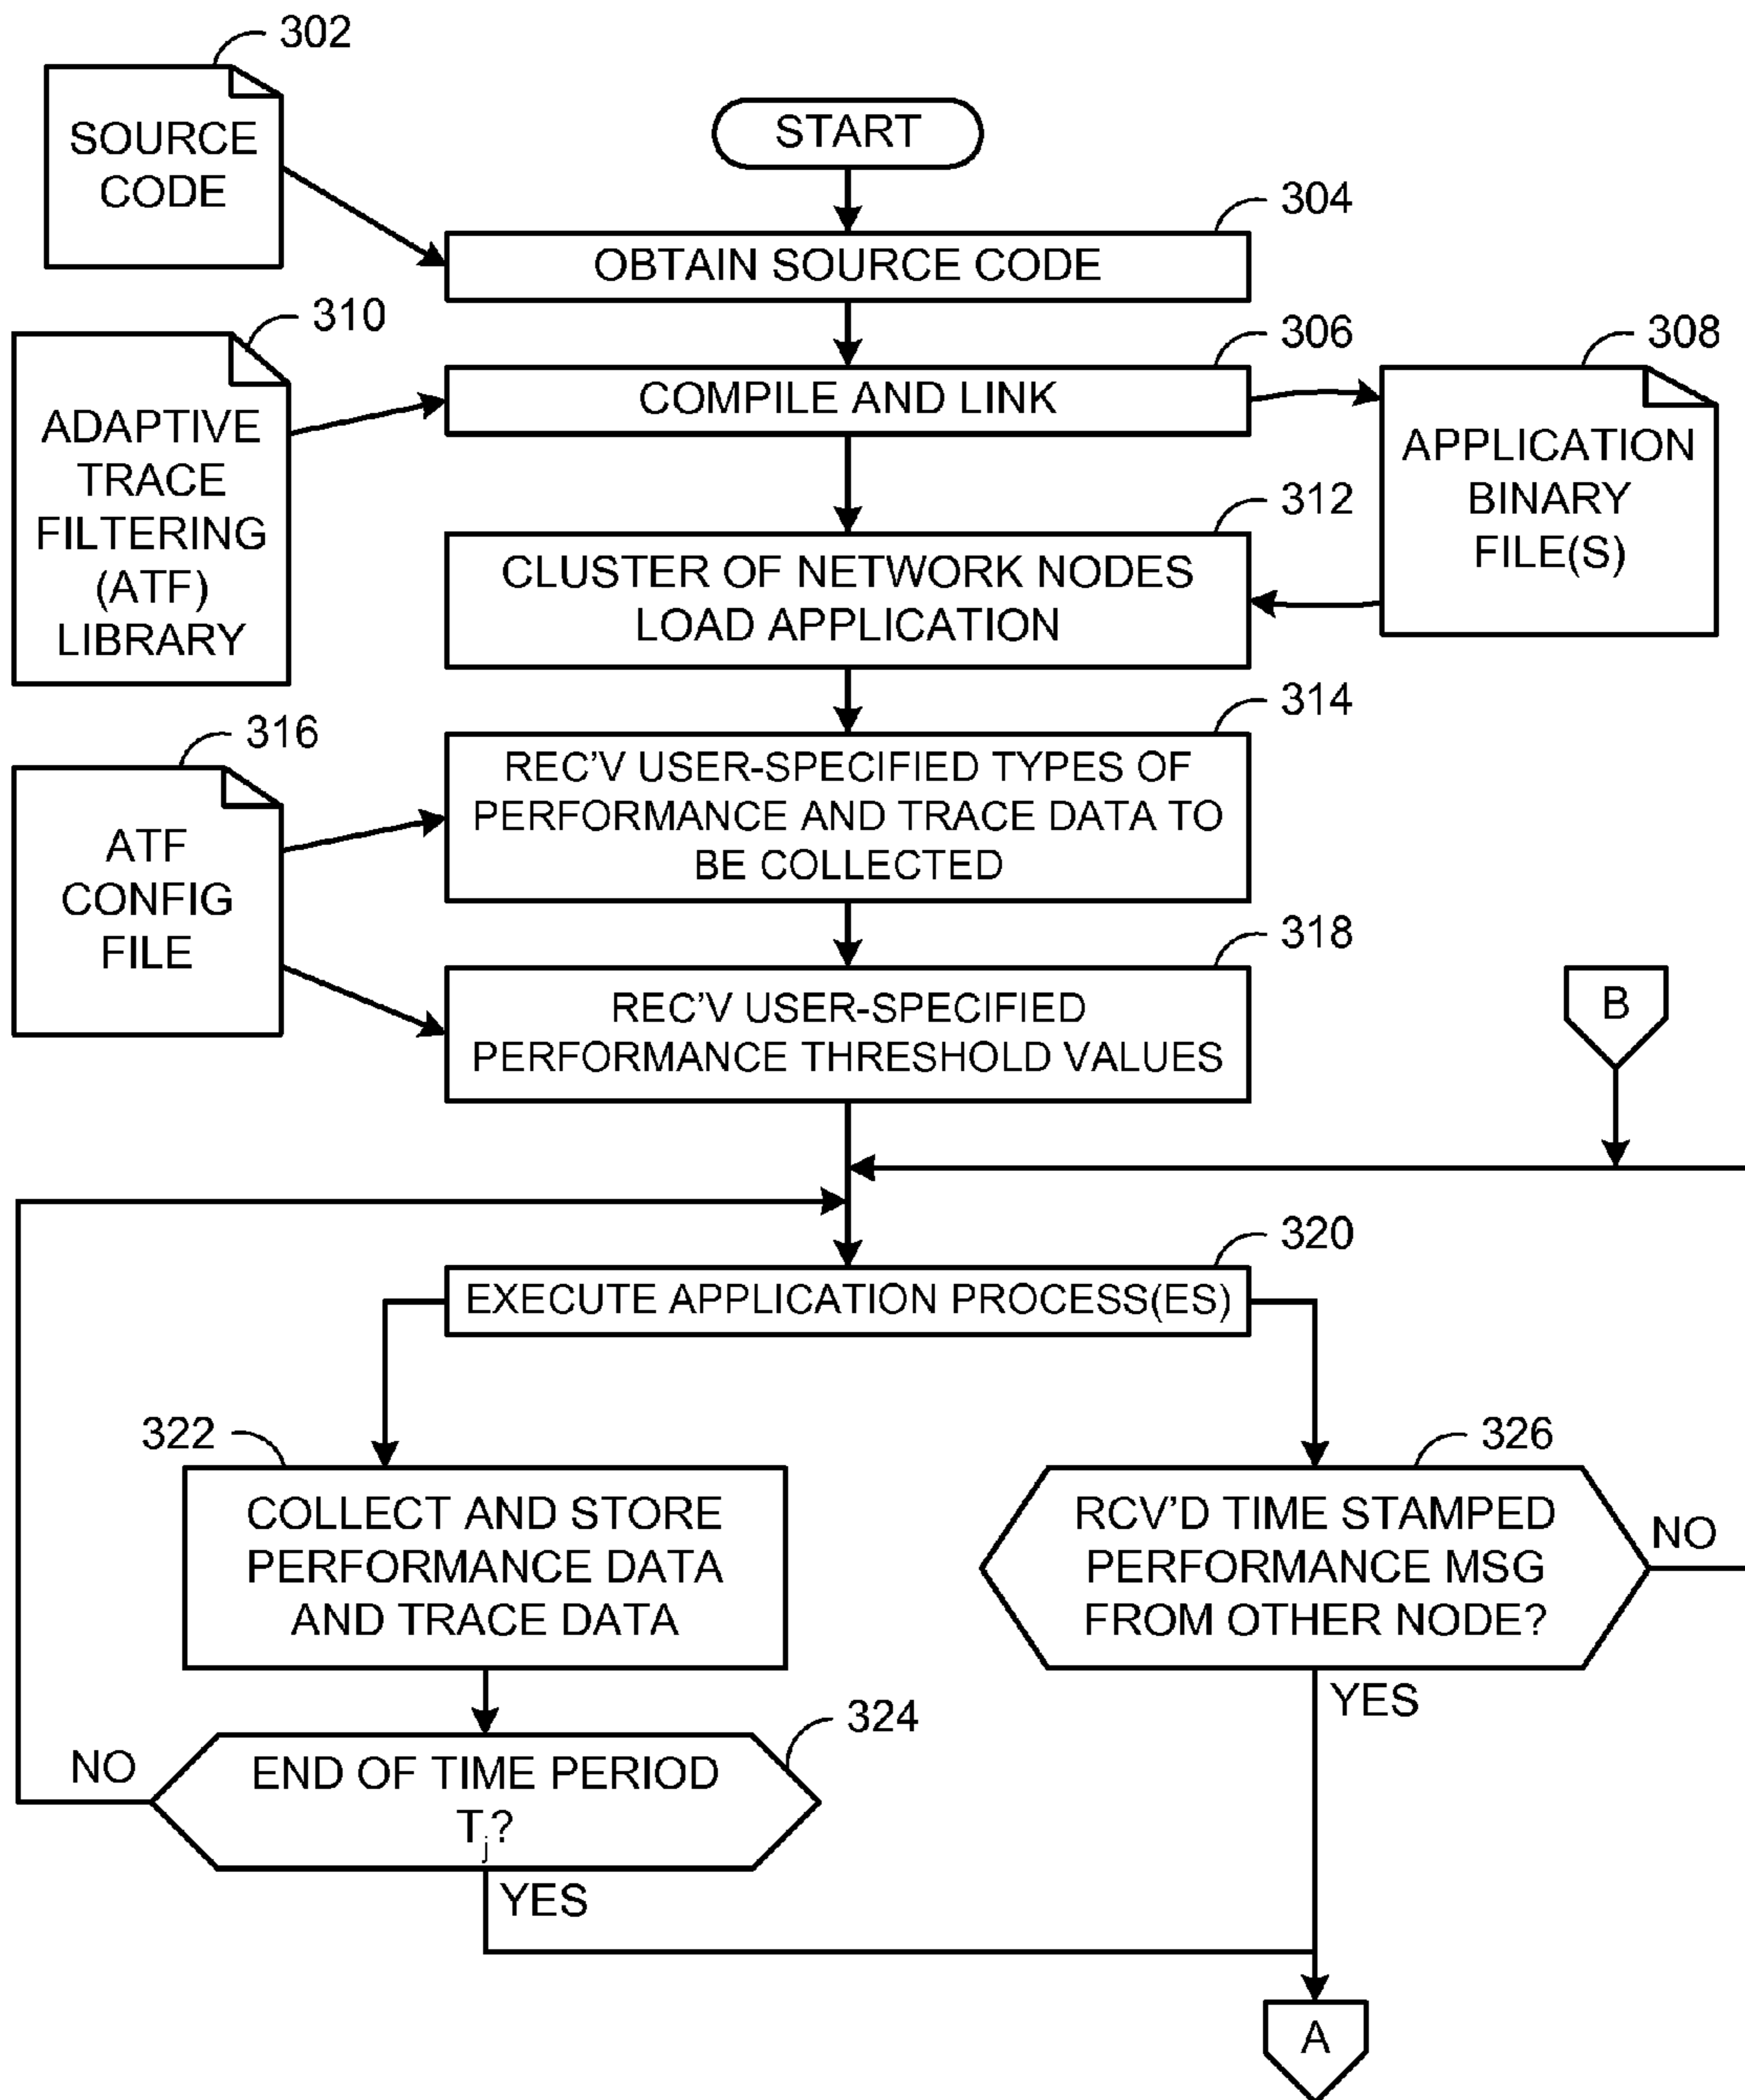 302
SOURCE
CODE
START
304
OBTAIN SOURCE CODE
310
ADAPTIVE
TRACE
FILTERING
(ATF)
LIBRARY
306
COMPILE AND LINK
308
APPLICATION
BINARY
FILE(S)
312
CLUSTER OF NETWORK NODES
LOAD APPLICATION
314
REC'V USER-SPECIFIED TYPES OF
PERFORMANCE AND TRACE DATA TO
BE COLLECTED
316
ATF
CONFIG
FILE
318
REC'V USER-SPECIFIED
PERFORMANCE THRESHOLD VALUES
B
320
EXECUTE APPLICATION PROCESS(ES)
322
COLLECT AND STORE
PERFORMANCE DATA
AND TRACE DATA
326
RCV'D TIME STAMPED
PERFORMANCE MSG
FROM OTHER NODE?
NO
YES
324
END OF TIME PERIOD
Tj?
NO
YES
A